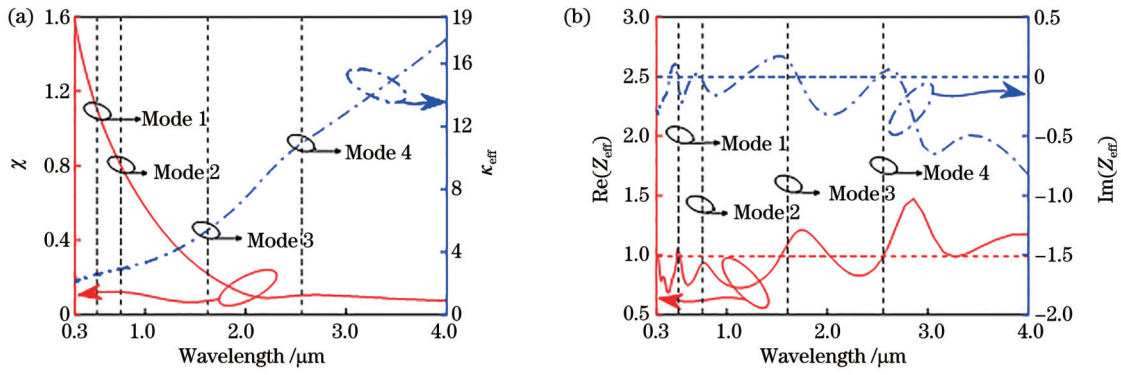 (a)
1.6
1.2
0.8
0.4
0
χ
19
16
12
8
5
0
κeff
Mode 1
Mode 2
Mode 3
Mode 4
0.3
1.0
2.0
3.0
4.0
Wavelength /μm
(b)
3.0
2.5
2.0
1.5
1.0
0.5
Re(Zeff)
0.5
0
-0.5
-1.0
-1.5
-2.0
Im(Zeff)
Mode 1
Mode 2
Mode 3
Mode 4
0.3
1.0
2.0
3.0
4.0
Wavelength /μm